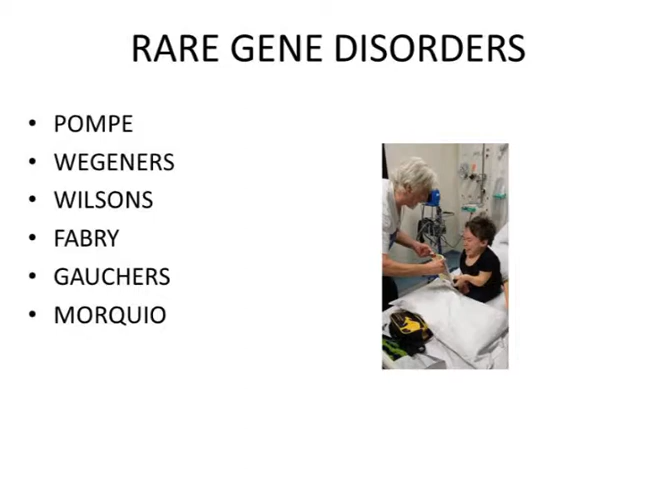 RARE GENE DISORDERS
• POMPE
• WEGENERS
• WILSONS
• FABRY
• GAUCHERS
• MORQUIO